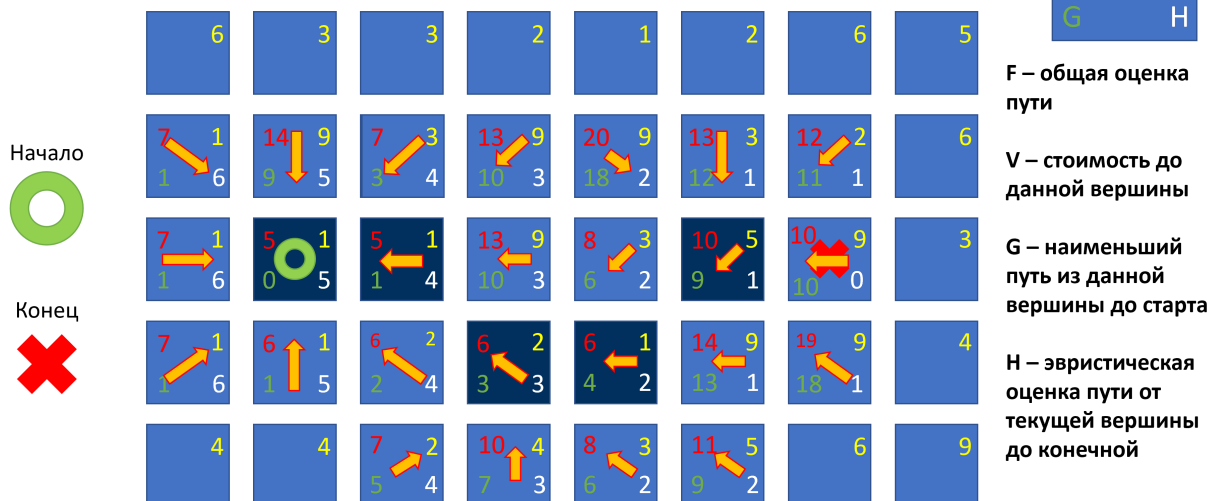 G H
6 3 3 2 1 2 6 5
F – общая оценка
пути
7 1 14 9 7 3 13 9 20 9 13 3 12 2 6
1 6 9 5 3 4 10 3 18 2 12 1 11 1
Начало
V – стоимость до
данной вершины
7 1 5 1 5 1 13 9 8 3 10 5 10 9 3
1 6 0 5 1 4 10 3 6 2 9 1 10 0
G – наименьший
путь из данной
вершины до старта
Конец
7 1 6 1 6 2 6 2 6 1 14 9 19 9 4
1 6 1 5 2 4 3 3 4 2 13 1 18 1
H – эвристическая
оценка пути от
текущей вершины
до конечной
4 4 7 2 10 4 8 3 11 5 6 9
5 4 7 3 6 2 9 2